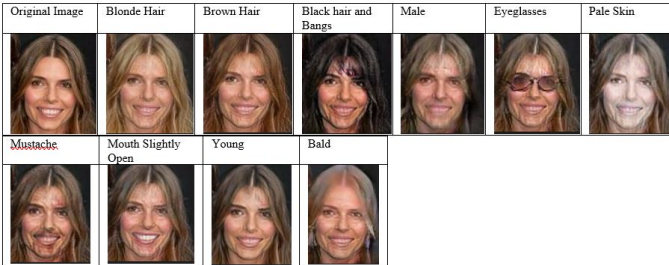 Original Image
Blonde Hair
Brown Hair
Black hair and
Bangs
Male
Eyeglasses
Pale Skin
Mustache
Mouth Slightly
Open
Young
Bald